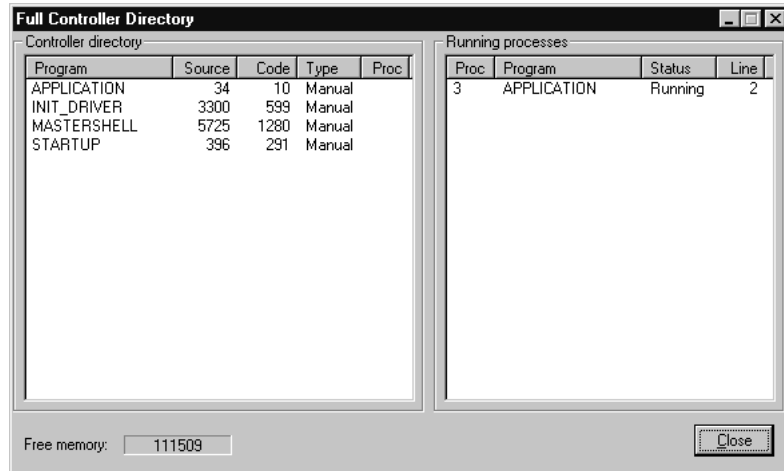 Full Controller Directory
Controller directory
Program Source Code Type Proc
APPLICATION 34 10 Manual
INIT_DRIVER 3300 599 Manual
MASTERSHELL 5725 1280 Manual
STARTUP 396 291 Manual
Running processes
Proc Program Status Line
3 APPLICATION Running 2
Free memory: 111509
Close